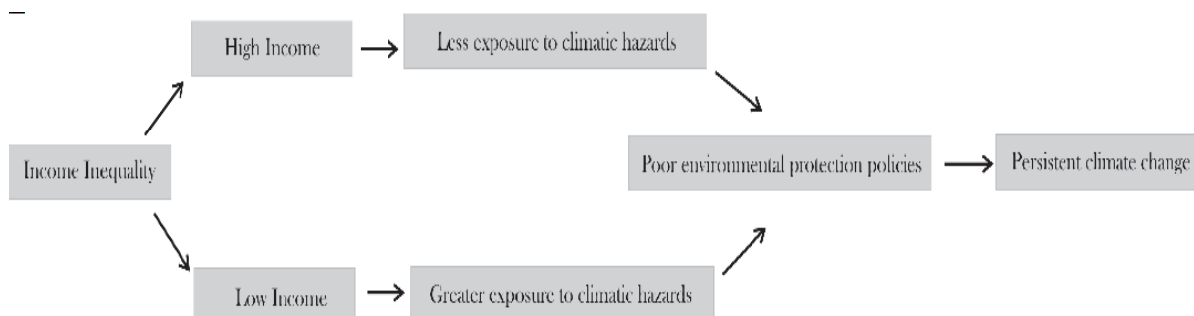 High Income
Less exposure to climatic hazards
Income Inequality
Poor environmental protection policies
Persistent climate change
Low Income
Greater exposure to climatic hazards